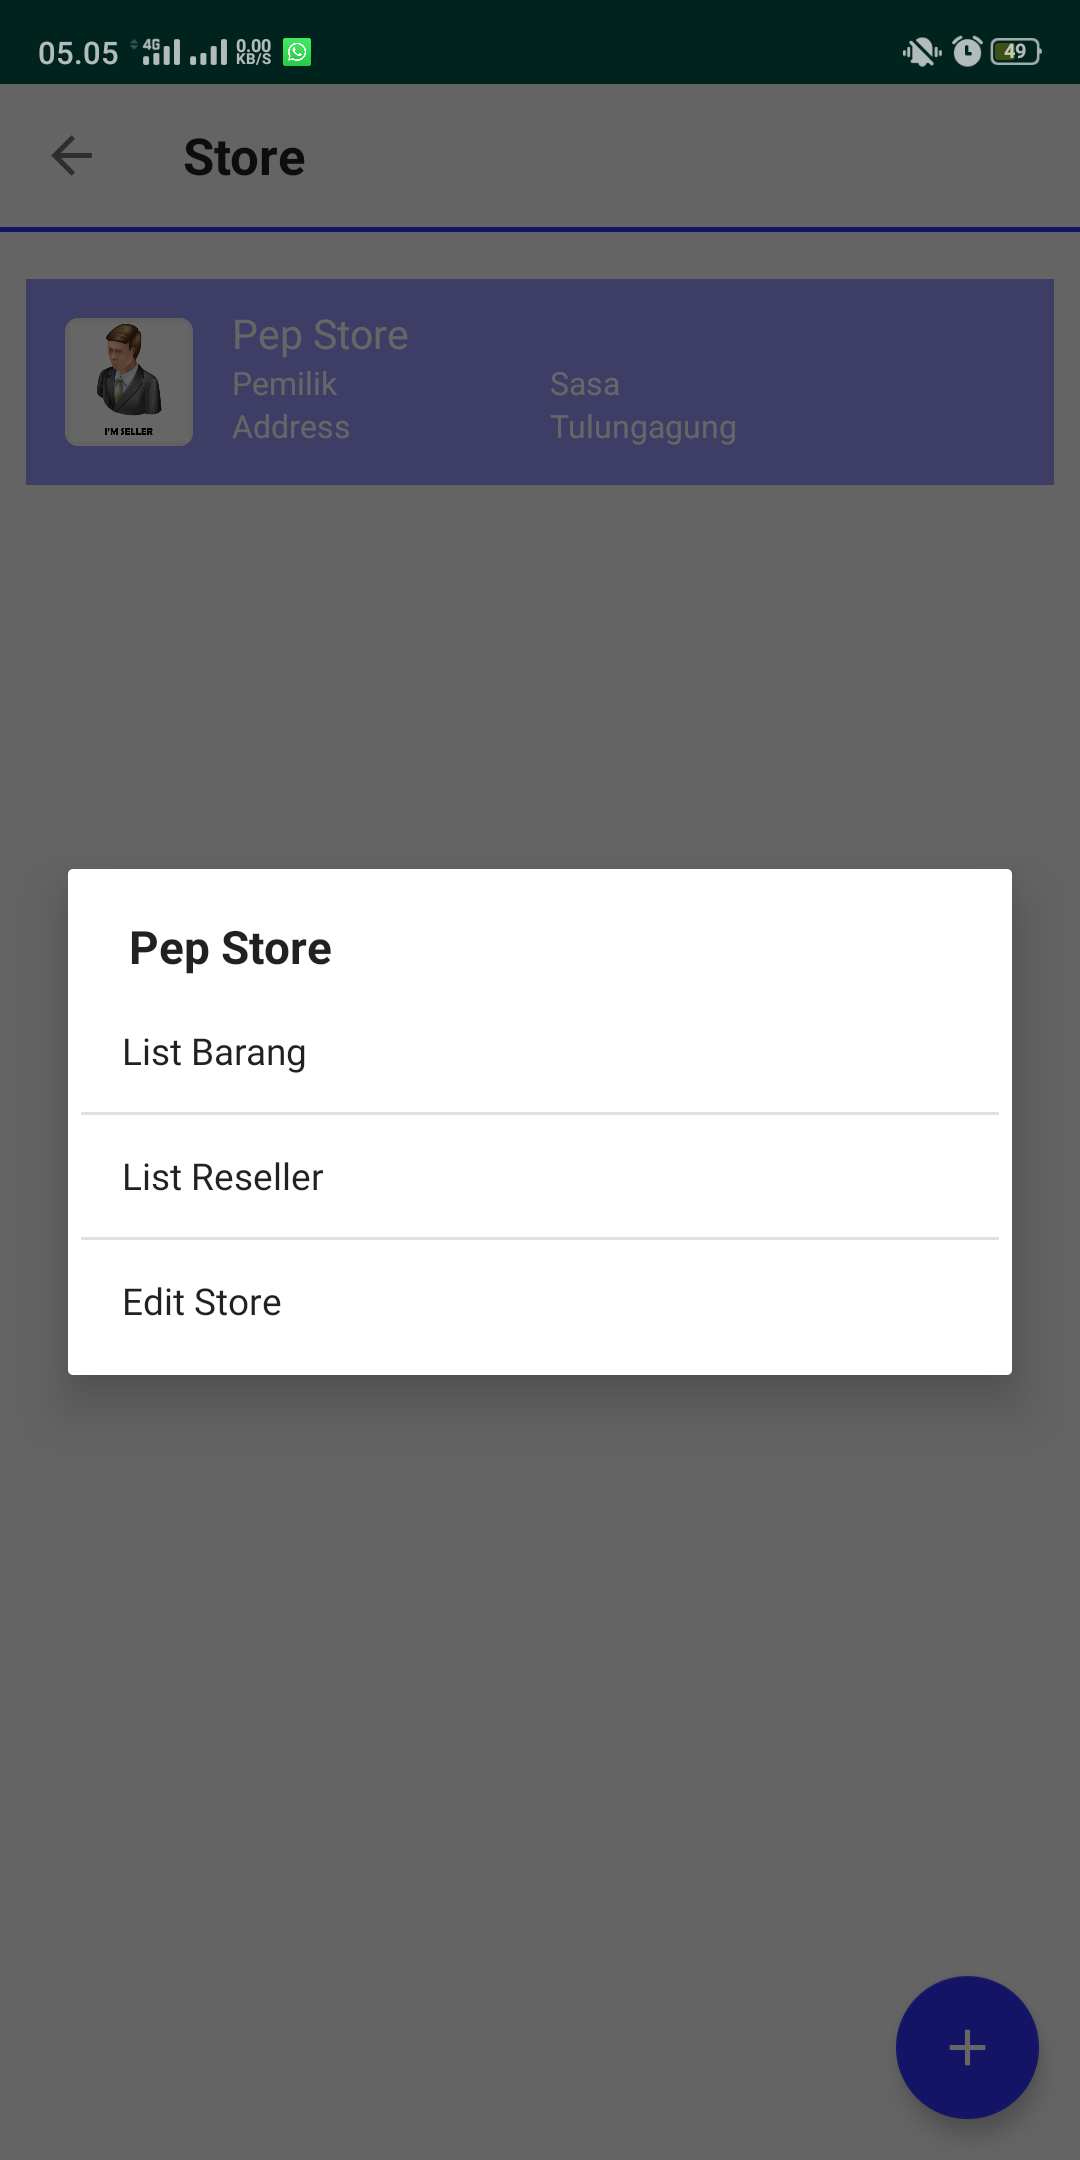 05.05 4G 0.00 KB/S 49
Store
Pep Store
Pemilik Sasa
Address Tulungagung
I'M SELLER
Pep Store
List Barang
List Reseller
Edit Store